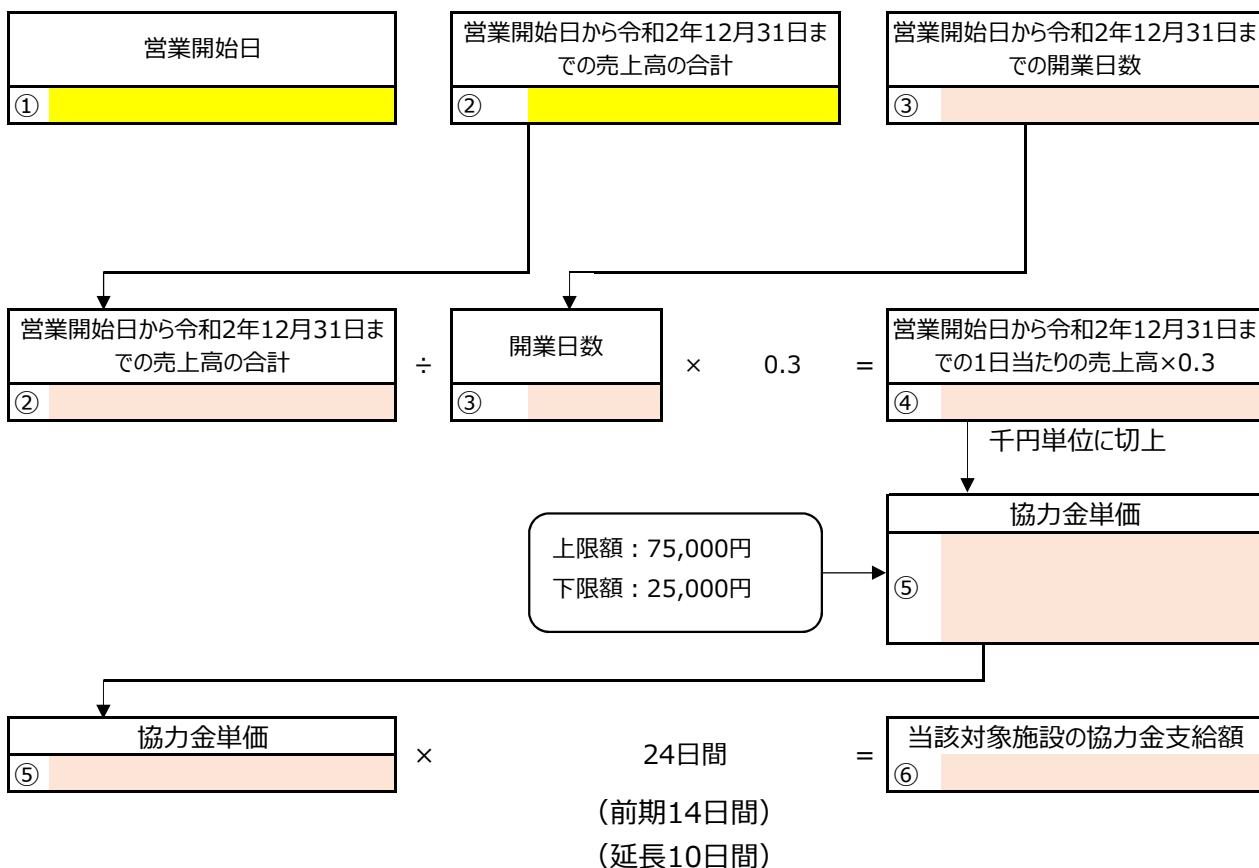 営業開始日
①
営業開始日から令和2年12月31日ま
での売上高の合計
②
営業開始日から令和2年12月31日ま
での開業日数
③
営業開始日から令和2年12月31日ま
での売上高の合計
②
÷
開業日数
③
× 0.3 =
営業開始日から令和2年12月31日ま
での1日当たりの売上高×0.3
④
千円単位に切上
上限額：75,000円
下限額：25,000円
協力金単価
⑤
協力金単価
⑤
× 24日間 =
（前期14日間）
（延長10日間）
当該対象施設の協力金支給額
⑥